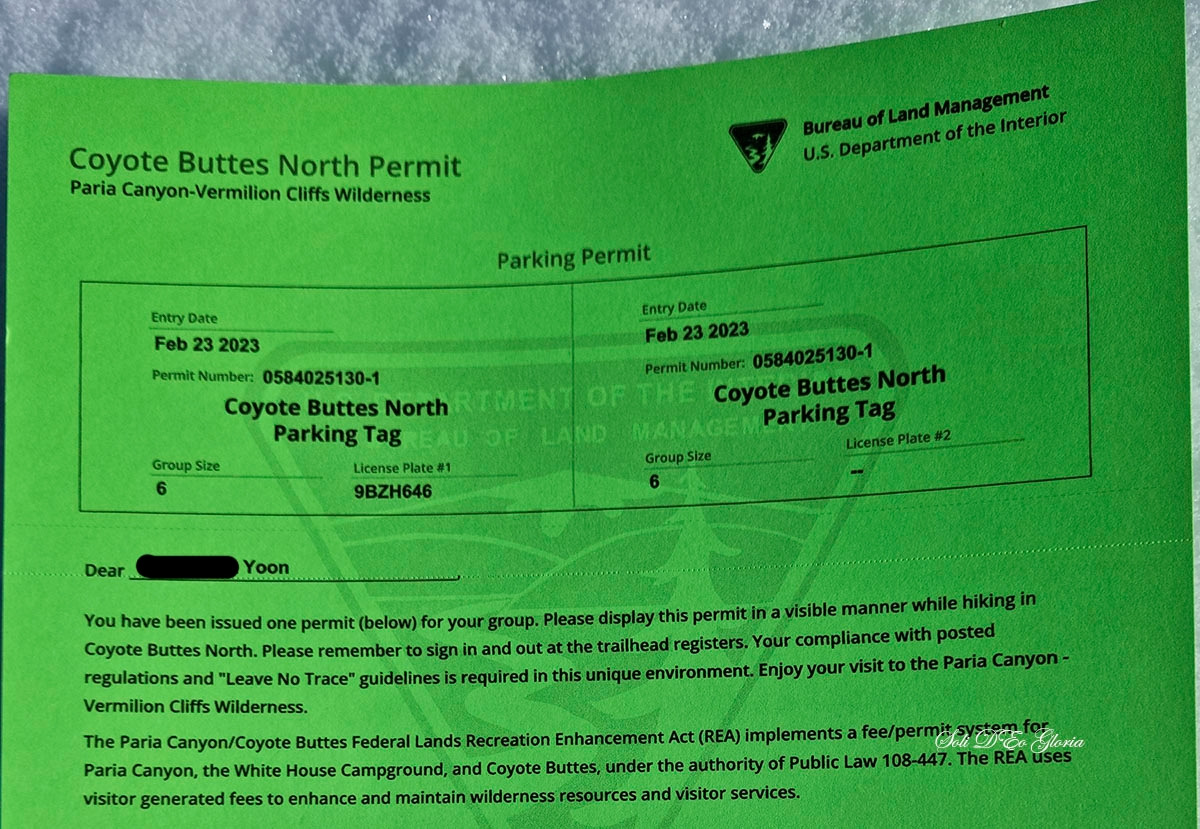 Coyote Buttes North Permit
Paria Canyon-Vermilion Cliffs Wilderness
Bureau of Land Management
U.S. Department of the Interior
Parking Permit
Entry Date
Feb 23 2023
Permit Number: 0584025130-1
Coyote Buttes North
Parking Tag
Group Size
6
License Plate #1
9BZH646
Entry Date
Feb 23 2023
Permit Number: 0584025130-1
Coyote Buttes North
Parking Tag
Group Size
6
License Plate #2
--
DEPARTMENT OF THE
BUREAU OF LAND MANAGEMENT
Dear Yoon
You have been issued one permit (below) for your group. Please display this permit in a visible manner while hiking in
Coyote Buttes North. Please remember to sign in and out at the trailhead registers. Your compliance with posted
regulations and "Leave No Trace" guidelines is required in this unique environment. Enjoy your visit to the Paria Canyon -
Vermilion Cliffs Wilderness.
The Paria Canyon/Coyote Buttes Federal Lands Recreation Enhancement Act (REA) implements a fee/permit system for
Paria Canyon, the White House Campground, and Coyote Buttes, under the authority of Public Law 108-447. The REA uses
visitor generated fees to enhance and maintain wilderness resources and visitor services.
Soli D'Eo Gloria